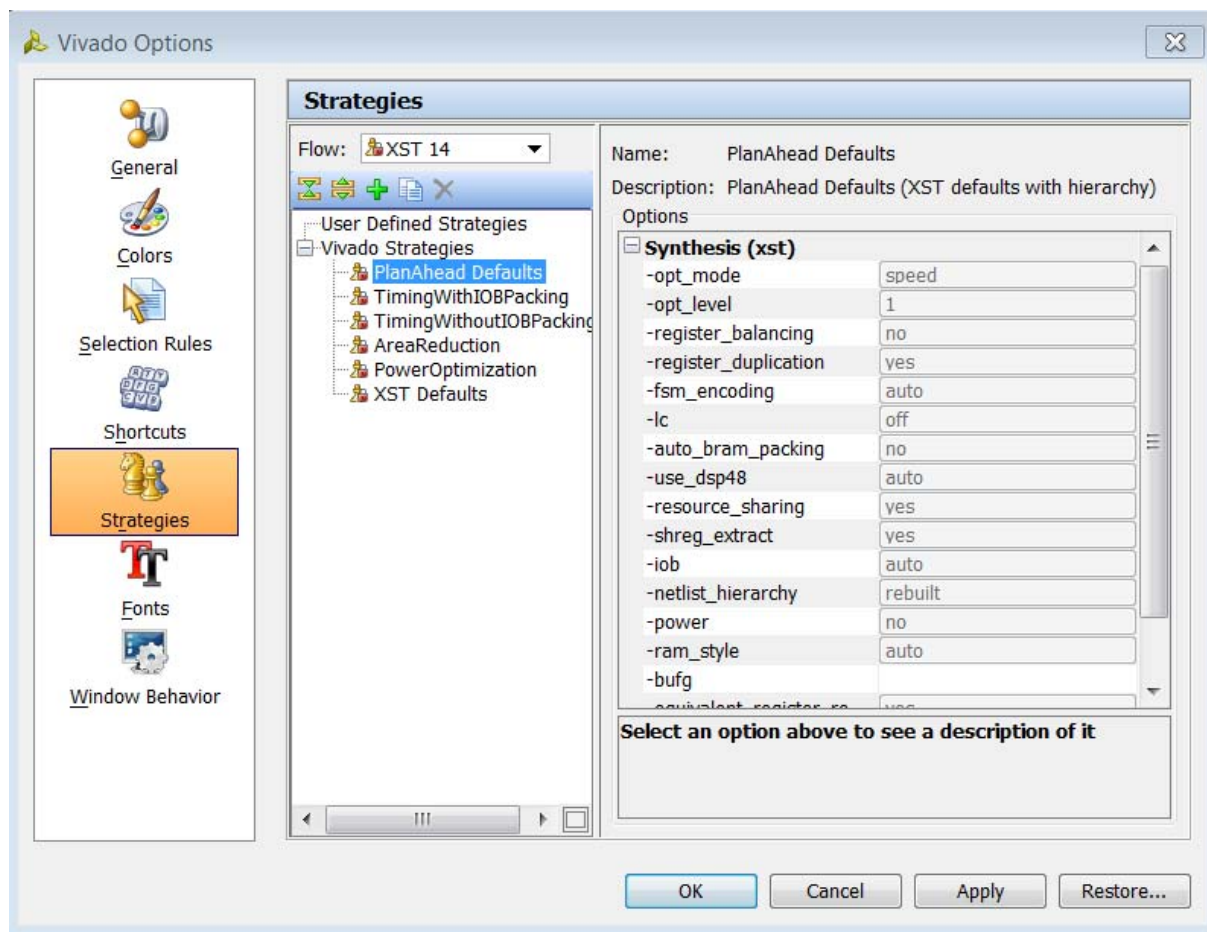 Vivado Options
General
Colors
Selection Rules
Shortcuts
Strategies
Fonts
Window Behavior
Strategies
Flow: XST 14
User Defined Strategies
Vivado Strategies
PlanAhead Defaults
TimingWithIOBPacking
TimingWithoutIOBPacking
AreaReduction
PowerOptimization
XST Defaults
Name: PlanAhead Defaults
Description: PlanAhead Defaults (XST defaults with hierarchy)
Options
Synthesis (xst)
-opt_mode speed
-opt_level 1
-register_balancing no
-register_duplication yes
-fsm_encoding auto
-lc off
-auto_bram_packing no
-use_dsp48 auto
-resource_sharing yes
-shreg_extract yes
-iob auto
-netlist_hierarchy rebuilt
-power no
-ram_style auto
-bufg
Select an option above to see a description of it
OK Cancel Apply Restore...